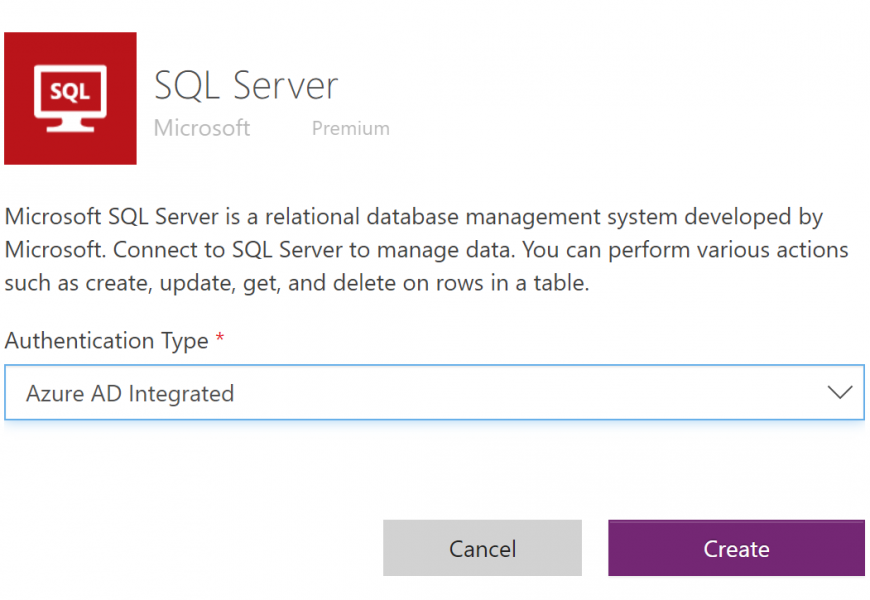 SQL
SQL Server
Microsoft Premium
Microsoft SQL Server is a relational database management system developed by
Microsoft. Connect to SQL Server to manage data. You can perform various actions
such as create, update, get, and delete on rows in a table.
Authentication Type *
Azure AD Integrated
Cancel Create